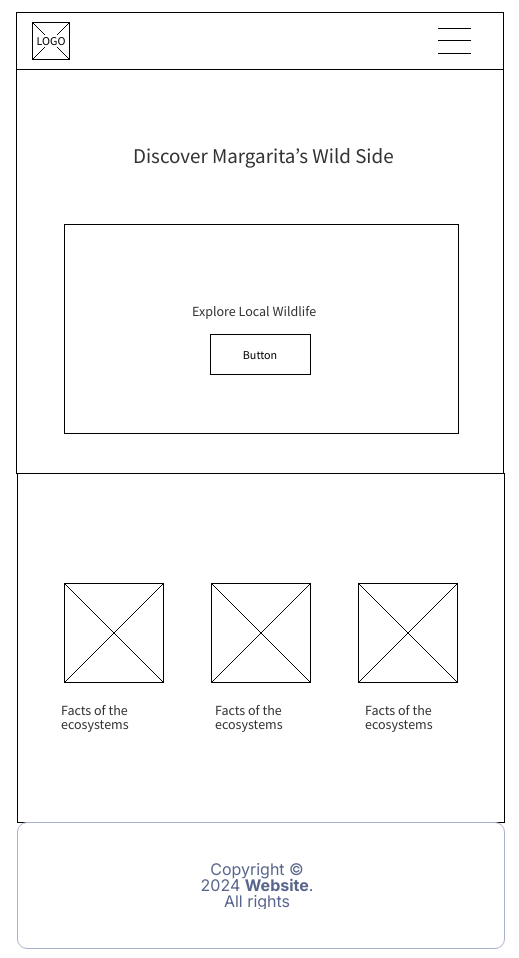 LOGO
Discover Margarita’s Wild Side
Explore Local Wildlife
Button
Facts of the
ecosystems
Facts of the
ecosystems
Facts of the
ecosystems
Copyright ©
2024 Website.
All rights